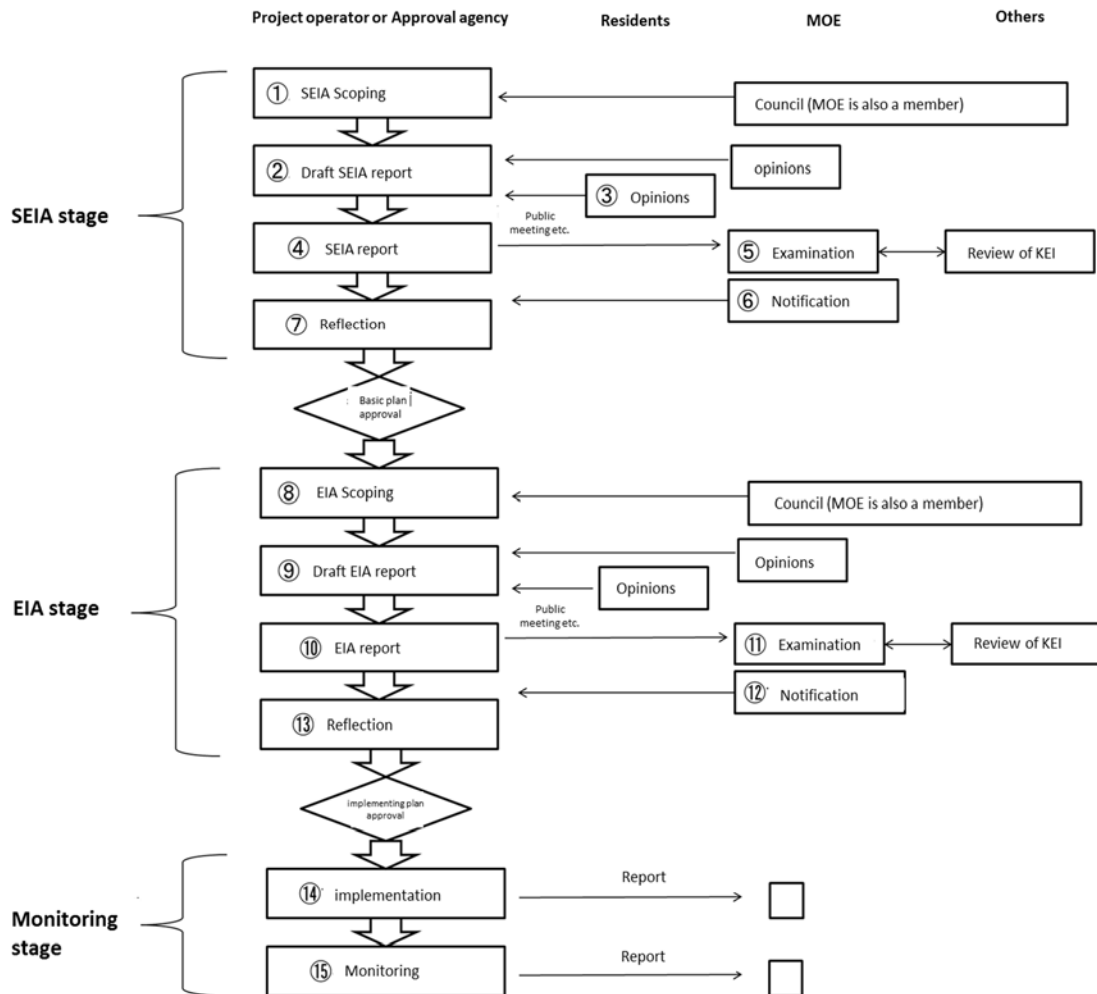 Project operator or Approval agency
Residents
MOE
Others
① SEIA Scoping
Council (MOE is also a member)
② Draft SEIA report
opinions
③ Opinions
SEIA stage
Public
meeting etc.
④ SEIA report
⑤ Examination
Review of KEI
⑥ Notification
⑦ Reflection
Basic plan
approval
⑧ EIA Scoping
Council (MOE is also a member)
⑨ Draft EIA report
Opinions
Opinions
EIA stage
Public
meeting etc.
⑩ EIA report
⑪ Examination
Review of KEI
⑫ Notification
⑬ Reflection
implementing plan
approval
⑭ implementation
Report
Monitoring
stage
⑮ Monitoring
Report